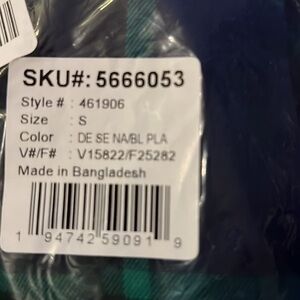 SKU#: 5666053
Style # : 461906
Size : S
Color : DE SE NA/BL PLA
V#/F# : V15822/F25282
Made in Bangladesh
1 94742 59091 9